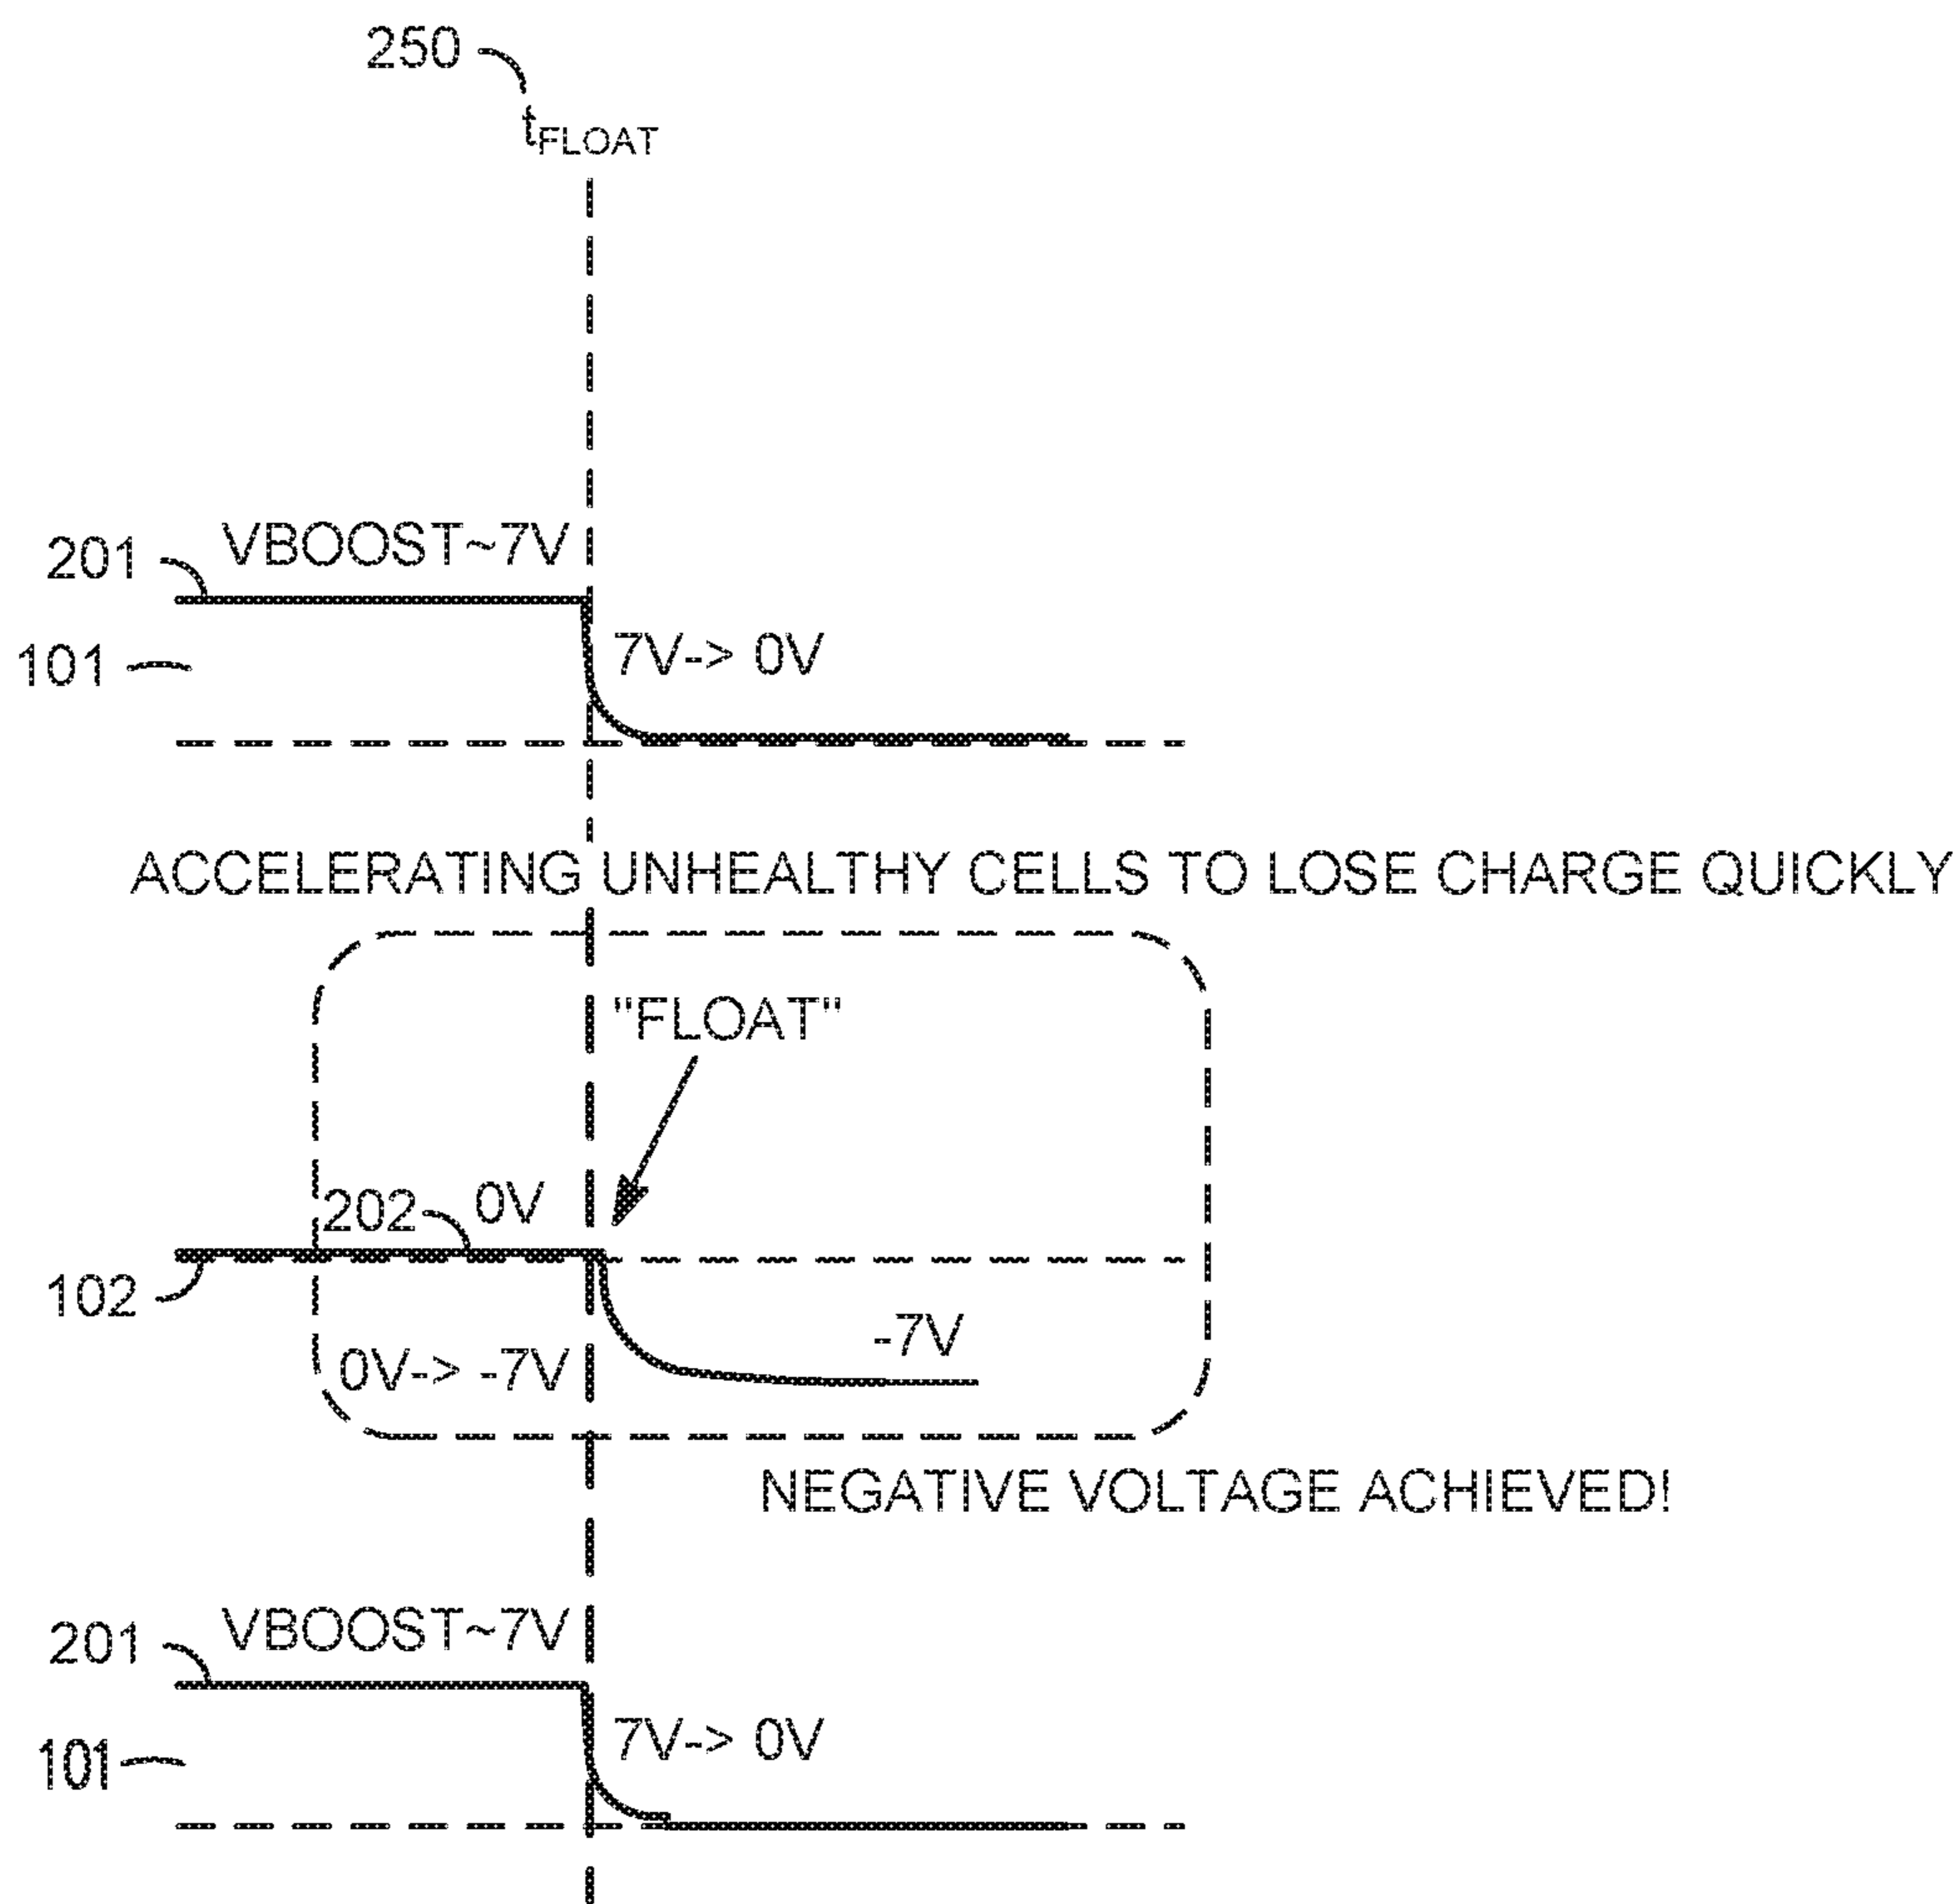 250
tFLOAT
VBOOST~7V
201
7V-> 0V
101
ACCELERATING UNHEALTHY CELLS TO LOSE CHARGE QUICKLY
"FLOAT"
202 0V
102
-7V
0V-> -7V
NEGATIVE VOLTAGE ACHIEVED!
VBOOST~7V
201
7V-> 0V
101